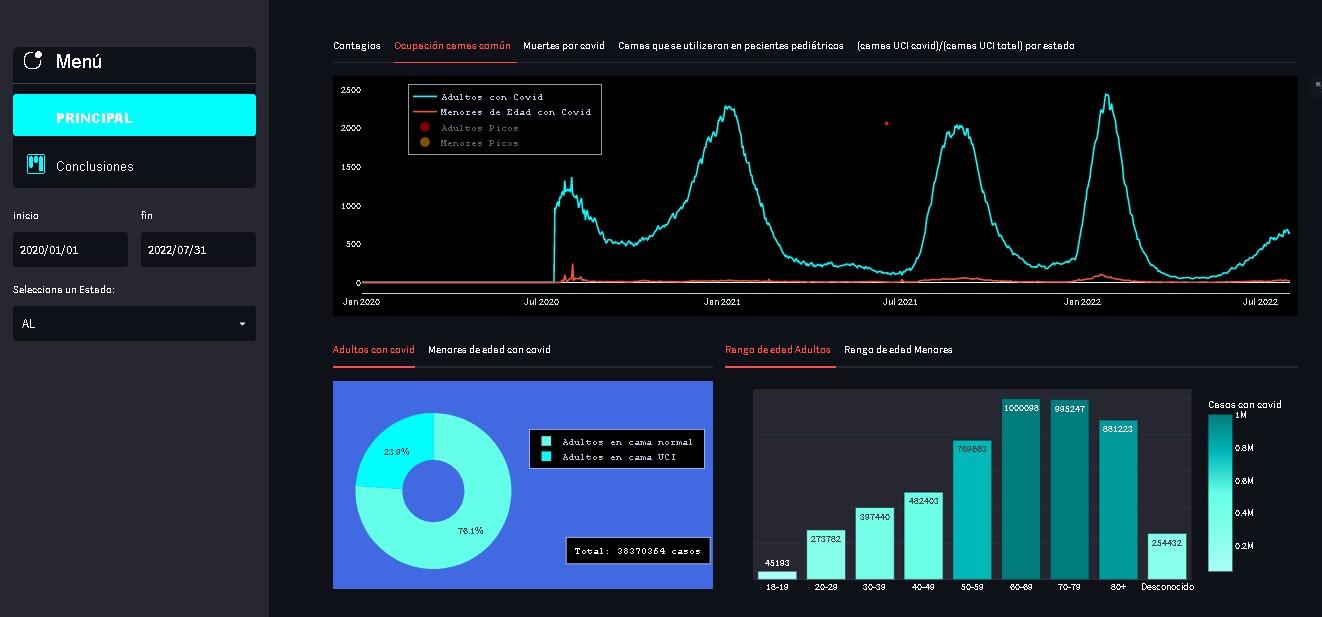 Menú
PRINCIPAL
Conclusiones
inicio fin
2020/01/01 2022/07/31
Seleccione un Estado:
AL
Contagios Ocupación camas común Muertes por covid Camas que se utilizaron en pacientes pediátricos (camas UCI covid)/(camas UCI total) por estado
Adultos con Covid
Menores de Edad con Covid
Adultos Picos
Menores Picos
2500
2000
1500
1000
500
0
Jan 2020 Jul 2020 Jan 2021 Jul 2021 Jan 2022 Jul 2022
Adultos con covid Menores de edad con covid
23.9%
76.1%
Adultos en cama normal
Adultos en cama UCI
Total: 38370364 casos
Rango de edad Adultos Rango de edad Menores
45193 273782 397440 482403 769663 1000098 995247 881223 254432
18-19 20-29 30-39 40-49 50-59 60-69 70-79 80+ Desconocido
Casos con covid
1M
0.8M
0.6M
0.4M
0.2M